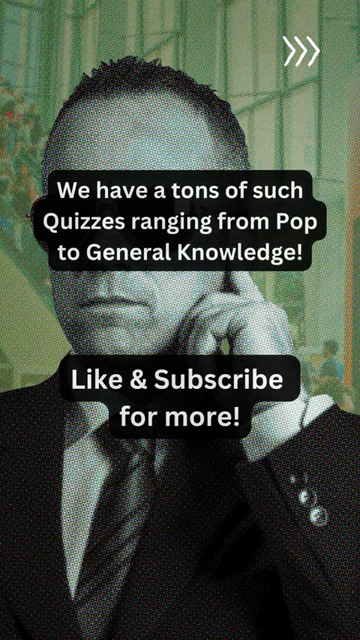 We have a tons of such
Quizzes ranging from Pop
to General Knowledge!
Like & Subscribe
for more!